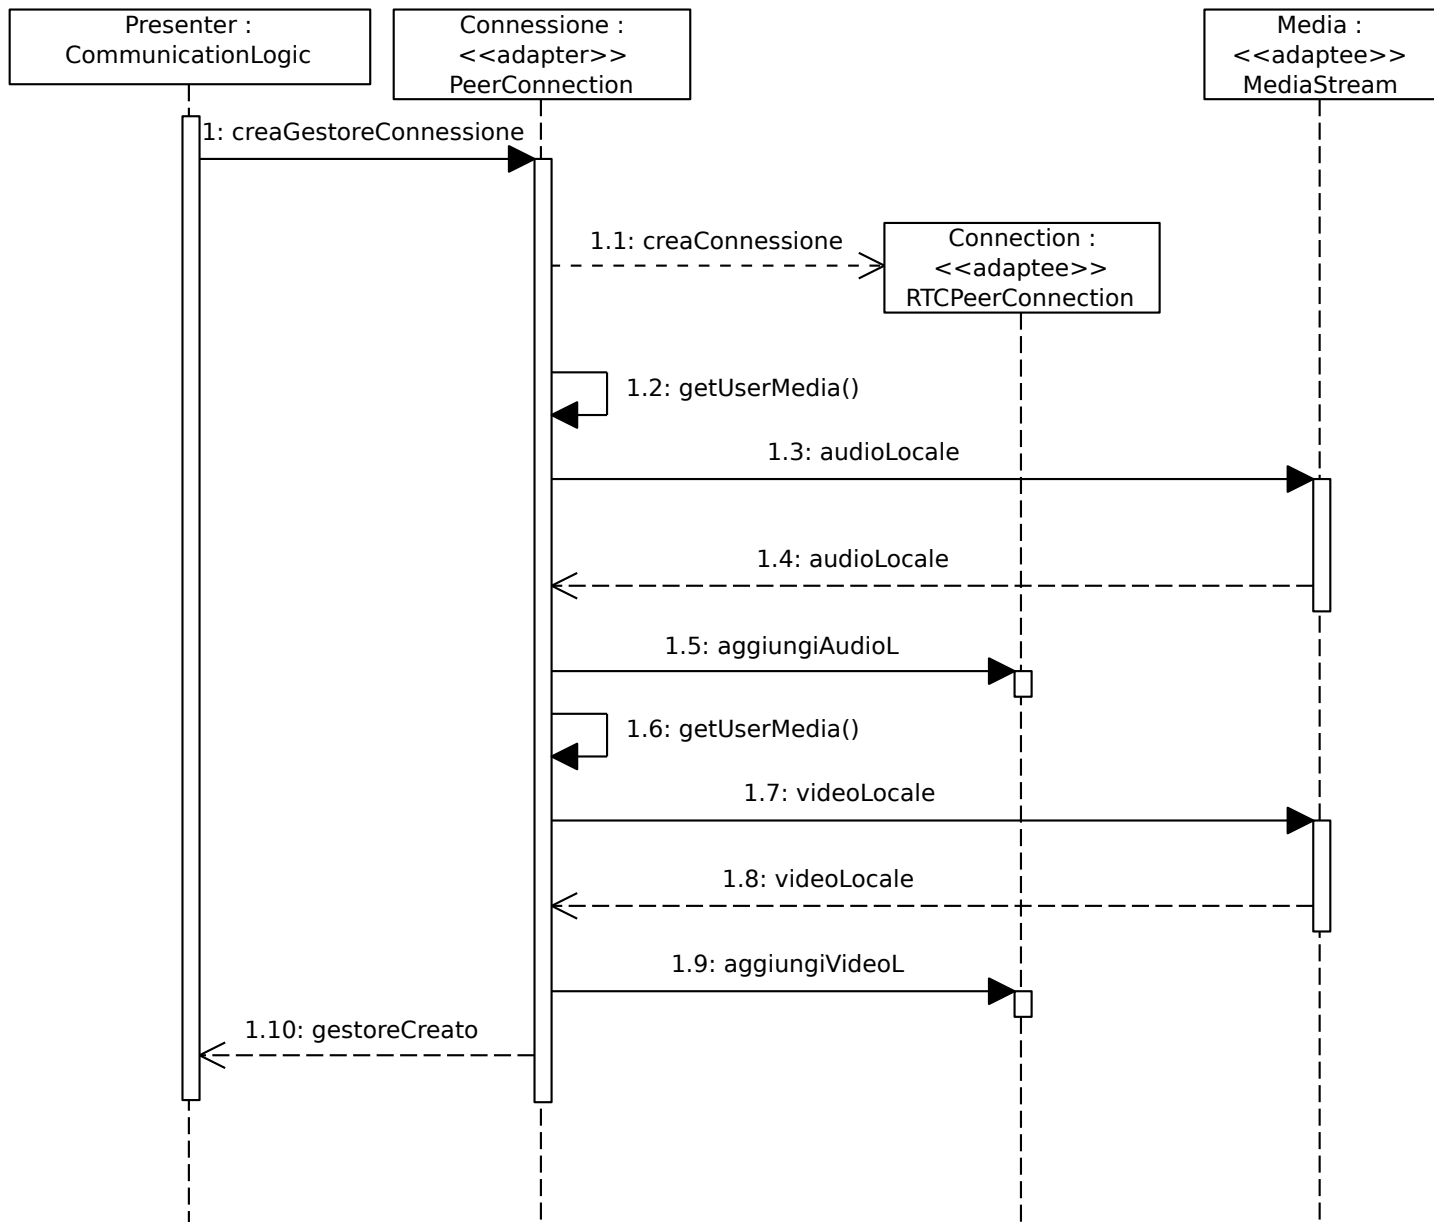 Presenter :
CommunicationLogic
Connessione :
<<adapter>>
PeerConnection
Media :
<<adaptee>>
MediaStream
1: creaGestoreConnessione
1.1: creaConnessione
Connection :
<<adaptee>>
RTCPeerConnection
1.2: getUserMedia()
1.3: audioLocale
1.4: audioLocale
1.5: aggiungiAudioL
1.6: getUserMedia()
1.7: videoLocale
1.8: videoLocale
1.9: aggiungiVideoL
1.10: gestoreCreato